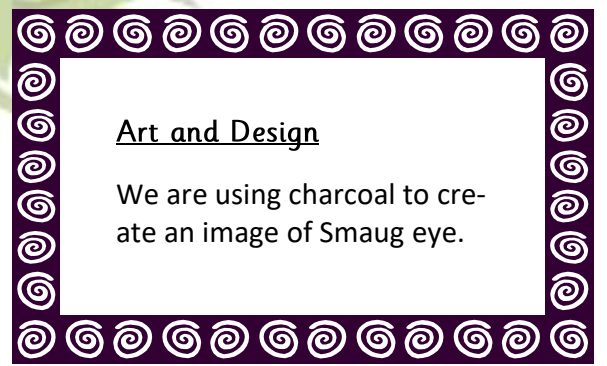 Art and Design
We are using charcoal to cre-
ate an image of Smaug eye.